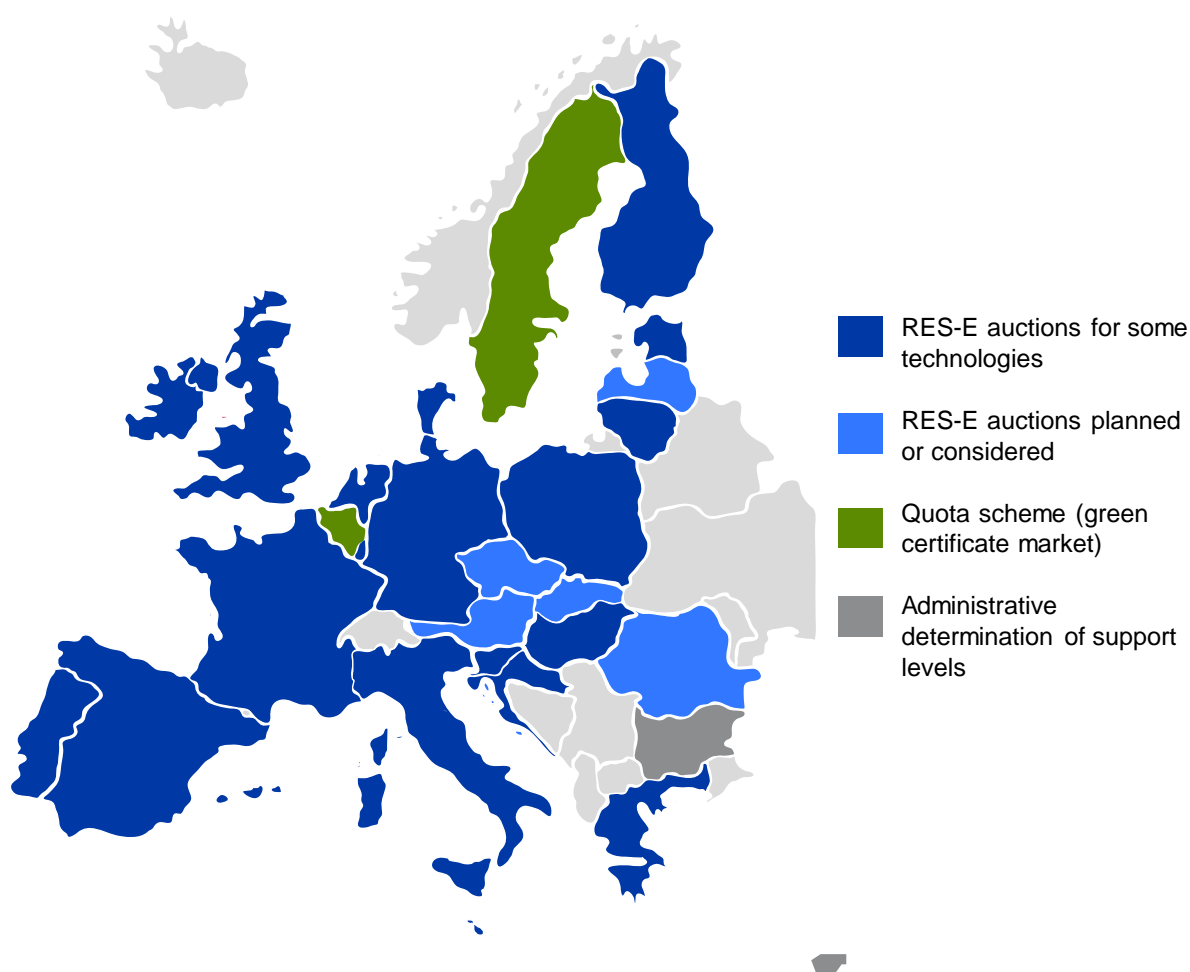 RES-E auctions for some
technologies
RES-E auctions planned
or considered
Quota scheme (green
certificate market)
Administrative
determination of support
levels